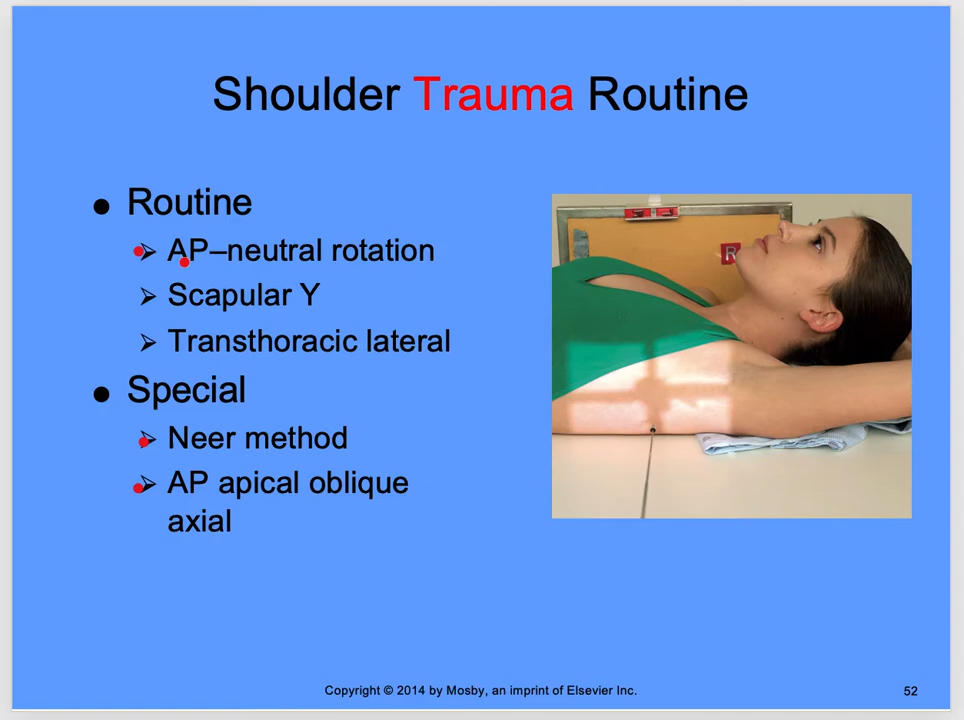 Shoulder Trauma Routine
Routine
AP–neutral rotation
Scapular Y
Transthoracic lateral
Special
Neer method
AP apical oblique
axial
R
Copyright © 2014 by Mosby, an imprint of Elsevier Inc.
52